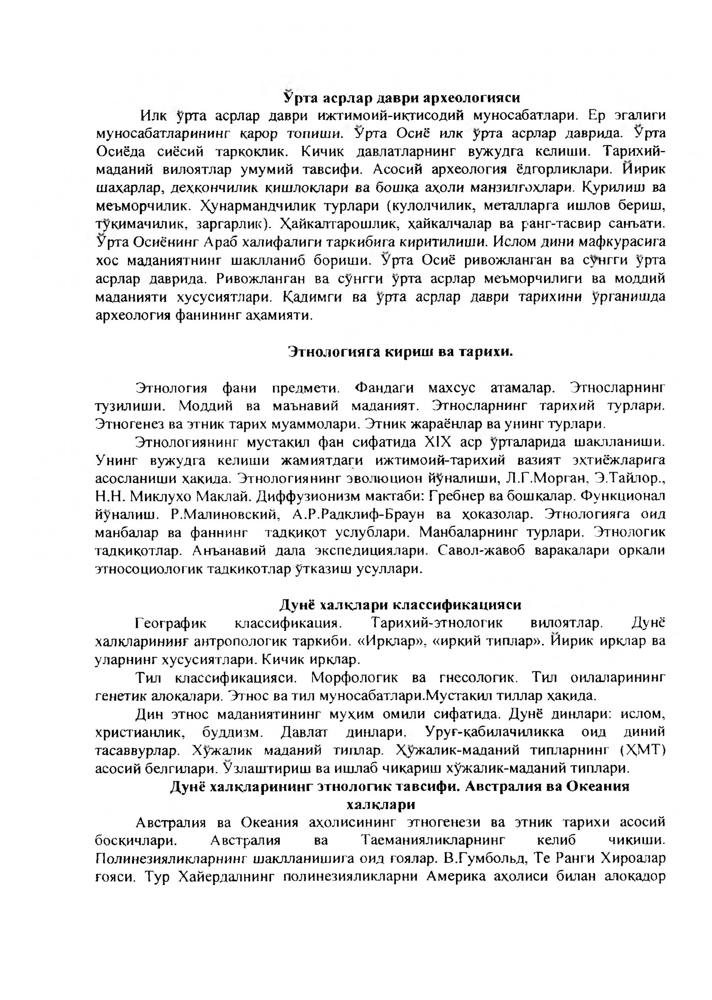 Ўрта асрлар даври археологияси
Илк ўрта асрлар даври ижтимоий-иқтисодий муносабатлари. Ер эгалиги
муносабатларининг қарор топиши. Ўрта Осиё илк ўрта асрлар даврида. Ўрта
Осиёда сиёсий тарқоқлик. Кичик давлатларнинг вужудга келиши. Тарихий-
маданий вилоятлар умумий тавсифи. Асосий археология ёдгорликлари. Йирик
шаҳарлар, деҳқончилик қишлоқлари ва бошқа аҳоли манзилгоҳлари. Қурилиш ва
меъморчилик. Ҳунармандчилик турлари (кулолчилик, металларга ишлов бериш,
тўқимачилик, заргарлик). Ҳайкалтарошлик, ҳайкалчалар ва ранг-тасвир санъати.
Ўрта Осиёнинг Араб халифалиги таркибига киритилиши. Ислом дини мафкурасига
хос маданиятнинг шаклланиб бориши. Ўрта Осиё ривожланган ва сўнгги ўрта
асрлар даврида. Ривожланган ва сўнгги ўрта асрлар меъморчилиги ва моддий
маданияти хусусиятлари. Қадимги ва ўрта асрлар даври тарихини ўрганишда
археология фанининг аҳамияти.
Этнологияга кириш ва тарихи.
Этнология фани предмети. Фандаги махсус атамалар. Этносларнинг
тузилиши. Моддий ва маънавий маданият. Этносларнинг тарихий турлари.
Этногенез ва этник тарих муаммолари. Этник жараёнлар ва унинг турлари.
Этнологиянинг мустақил фан сифатида XIX аср ўрталарида шаклланиши.
Унинг вужудга келиши жамиятдаги ижтимоий-тарихий вазият эҳтиёжларига
асосланиши ҳақида. Этнологиянинг эволюцион йўналиши, Л.Г.Морган, Э.Тайлор.,
Н.Н. Миклухо Маклай. Диффузионизм мактаби: Гребнер ва бошқалар. Функционал
йўналиш. Р.Малиновский, А.Р.Радклиф-Браун ва ҳоказолар. Этнологияга оид
манбалар ва фаннинг тадқиқот услублари. Манбаларнинг турлари. Этнологик
тадқиқотлар. Анъанавий дала экспедициялари. Савол-жавоб варақалари орқали
этносоциологик тадқиқотлар ўтказиш усуллари.
Дунё халқлари классификацияси
Географик классификация. Тарихий-этнологик вилоятлар. Дунё
халқларининг антропологик таркиби. «Ирқлар», «ирқий типлар». Йирик ирқлар ва
уларнинг хусусиятлари. Кичик ирқлар.
Тил классификацияси. Морфологик ва гнесологик. Тил оилаларининг
генетик алоқалари. Этнос ва тил муносабатлари.Мустақил тиллар ҳақида.
Дин этнос маданиятининг муҳим омили сифатида. Дунё динлари: ислом,
христианлик, буддизм. Давлат динлари. Уруғ-қабилачиликка оид диний
тасаввурлар. Хўжалик маданий типлар. Ҳўжалик-маданий типларнинг (ҲМТ)
асосий белгилари. Ўзлаштириш ва ишлаб чиқариш хўжалик-маданий типлари.
Дунё халқларининг этнологик тавсифи. Австралия ва Океания
халқлари
Австралия ва Океания аҳолисининг этногенези ва этник тарихи асосий
босқичлари. Австралия ва Таеманияликларнинг келиб чиқиши.
Полинезияликларнинг шаклланишига оид ғоялар. В.Гумбольд, Те Ранги Хироалар
ғояси. Тур Хайердалнинг полинезияликларни Америка аҳолиси билан алоқадор